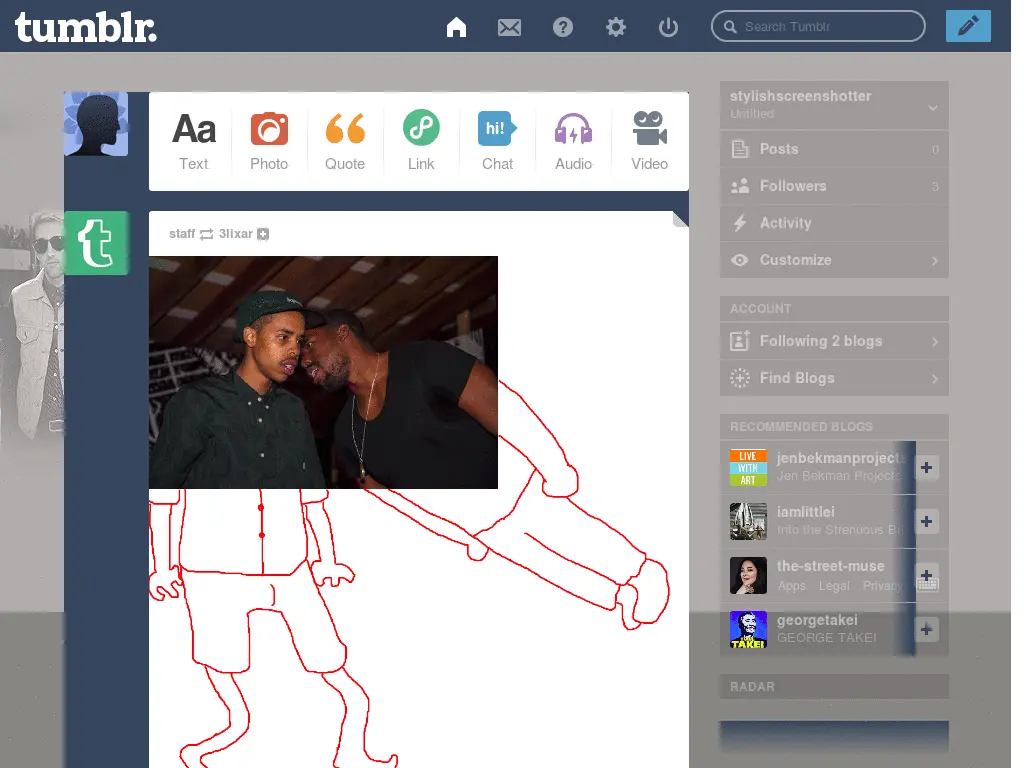 tumblr.
Search Tumblr
Aa
hi!
Text
Photo
Quote
Link
Chat
Audio
Video
staff 3lixar
stylishscreenshotter
Untitled
Posts 0
Followers 3
Activity
Customize
ACCOUNT
Following 2 blogs
Find Blogs
RECOMMENDED BLOGS
LIVE
WITH
ART
jenbekmanprojects
Jen Bekman Projects
iamlittlei
Into the Strenuous
the-street-muse
Apps Legal Privacy
TAKEI
georgetakei
GEORGE TAKEI
RADAR